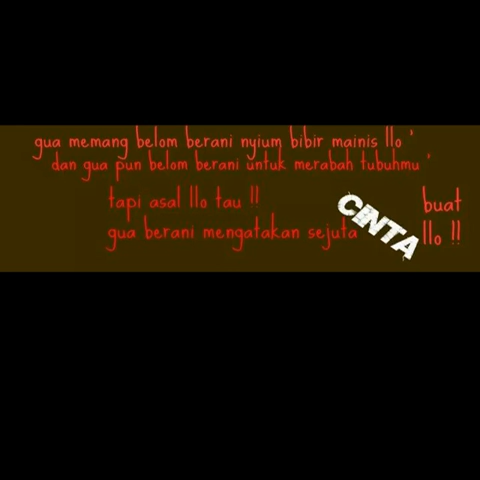 gua memang belom berani nyium bibir mainis llo '
dan gua pun belom berani untuk merabah tubuhmu '
tapi asal llo tau !!
gua berani mengatakan sejuta CINTA buat llo !!